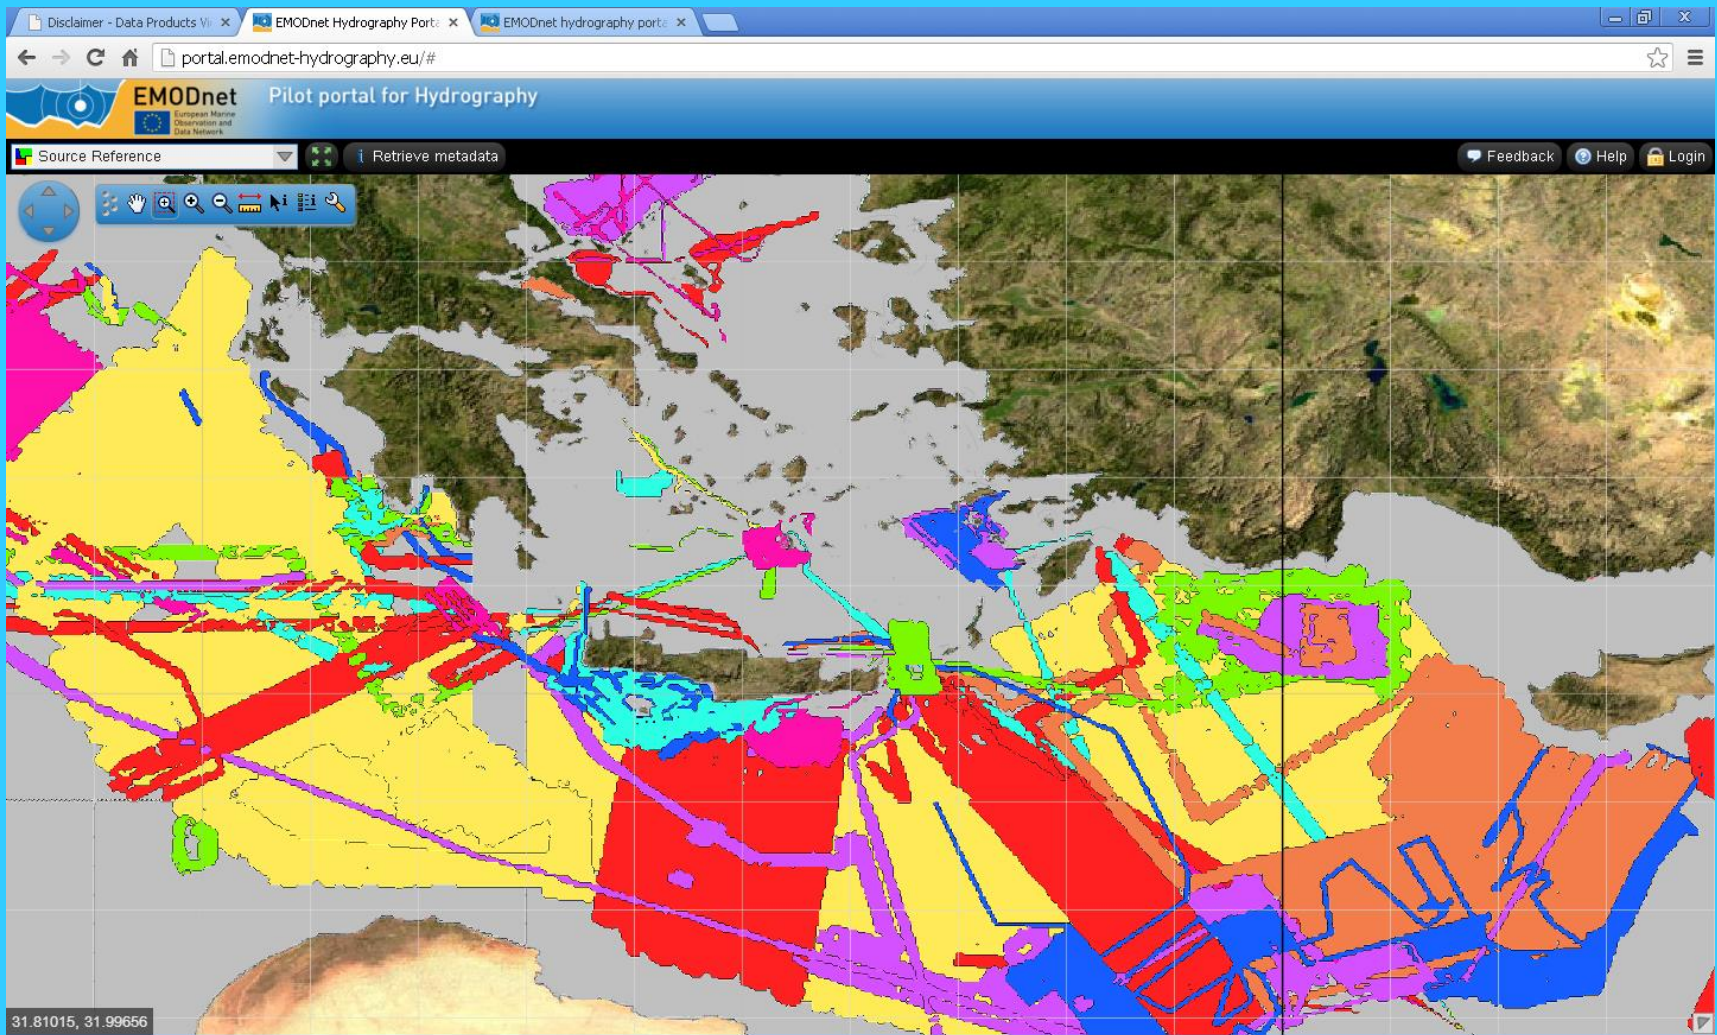 Disclaimer - Data Products Vi
EMODnet Hydrography Porta
EMODnet hydrography porta
portal.emodnet-hydrography.eu/#
EMODnet
European Marine
Observation and
Data Network
Pilot portal for Hydrography
Source Reference
Retrieve metadata
Feedback
Help
Login
31.81015, 31.99656